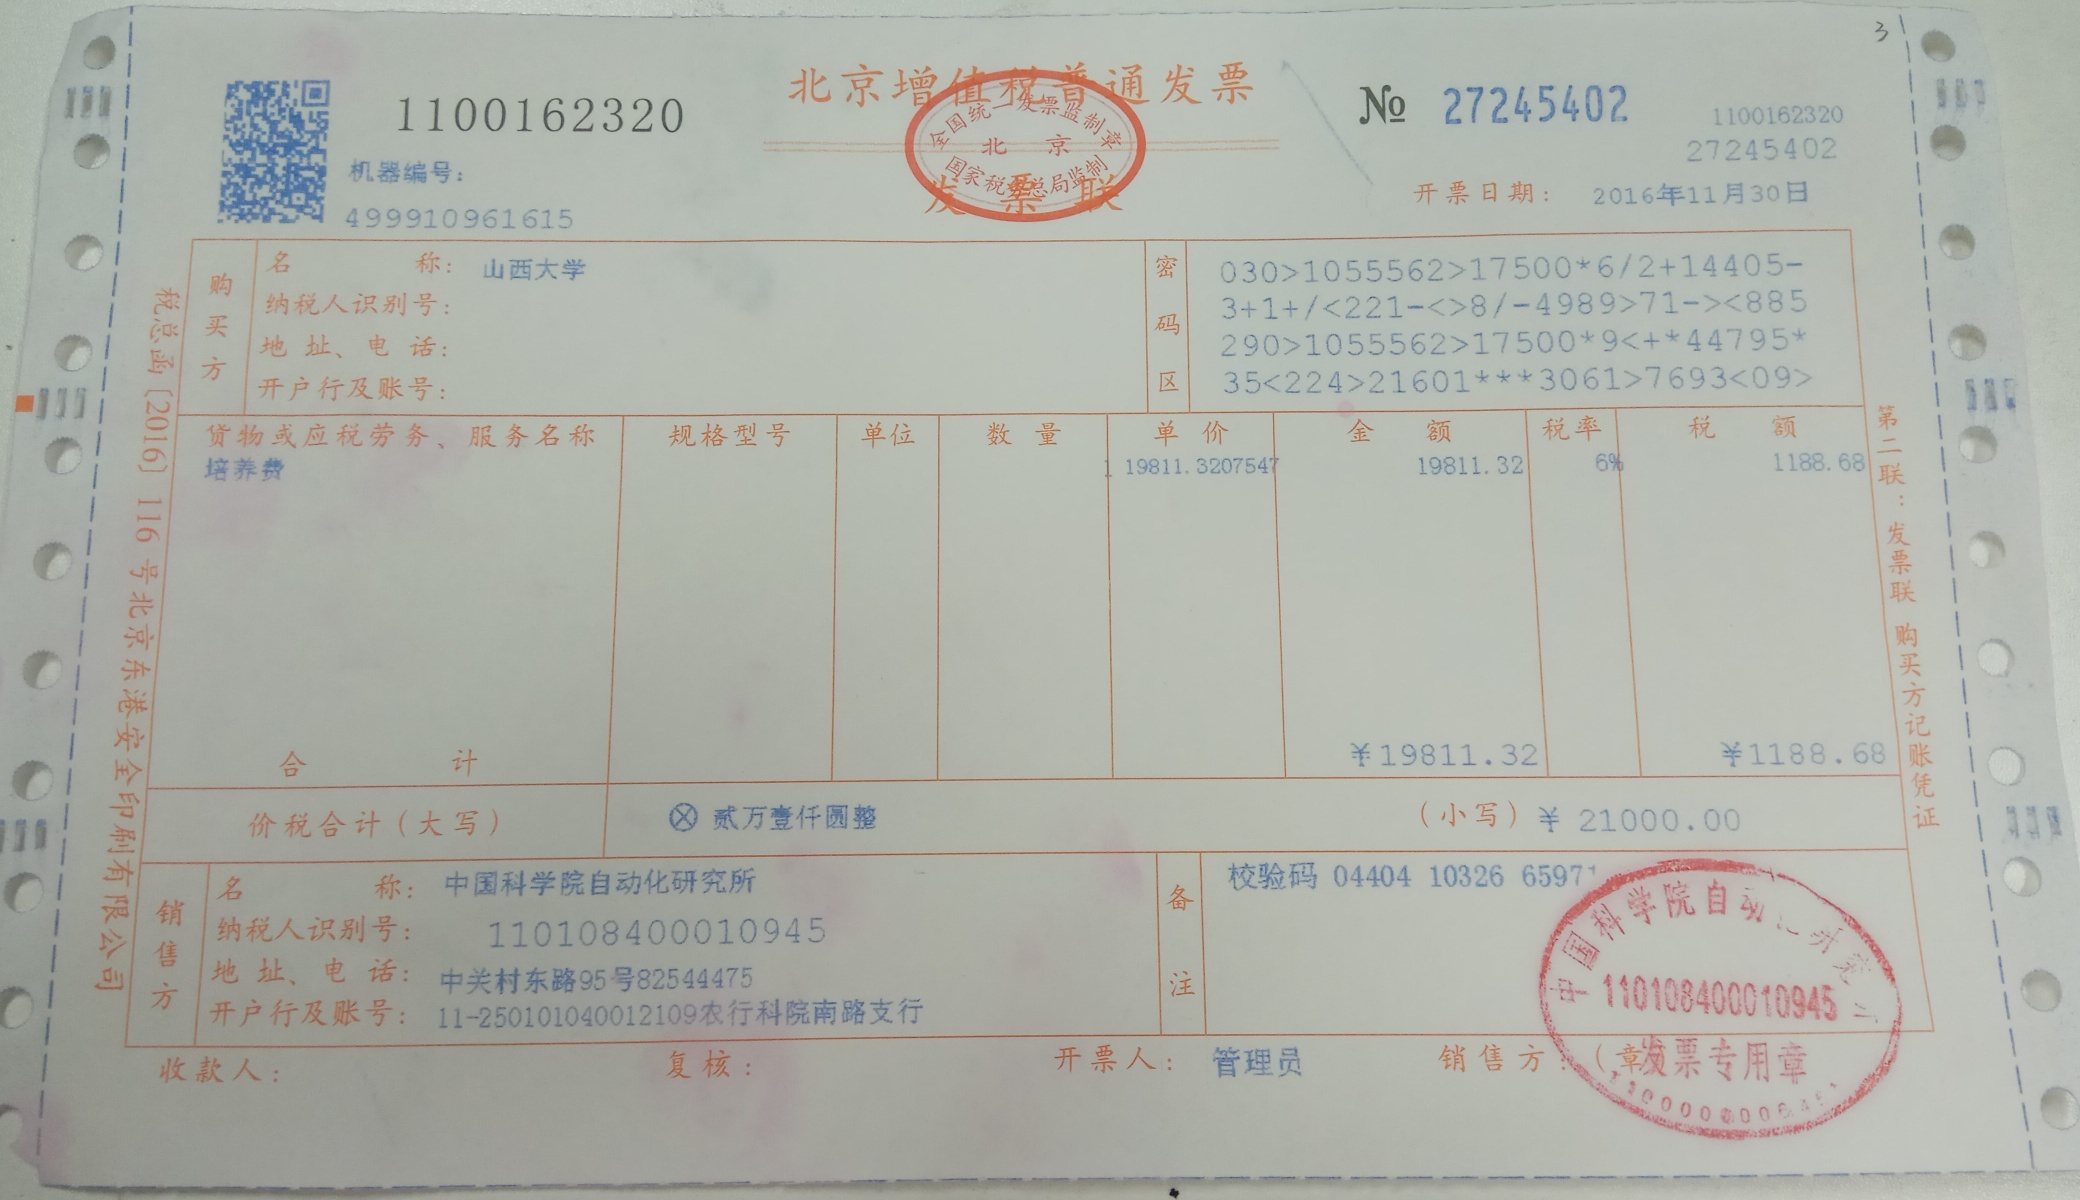 3
北京增值税普通发票
1100162320
No 27245402
1100162320
27245402
机器编号:
499910961615
全国统一发票监制章
北京
国家税务总局监制
发票联
开票日期: 2016年11月30日
购买方
名称: 山西大学
纳税人识别号:
地址、电话:
开户行及账号:
密码区
030>1055562>17500*6/2+14405-
3+1+/<221-<>8/-4989>71-><885
290>1055562>17500*9<+*44795*
35<224>21601***3061>7693<09>
货物或应税劳务、服务名称 规格型号 单位 数量 单价 金额 税率 税额
培养费 1 19811.3207547 19811.32 6% 1188.68
合计 ¥19811.32 ¥1188.68
价税合计(大写) ⊗贰万壹仟圆整 (小写) ¥ 21000.00
销售方
名称: 中国科学院自动化研究所
纳税人识别号: 110108400010945
地址、电话: 中关村东路95号82544475
开户行及账号: 11-250101040012109农行科院南路支行
备注
校验码 04404 10326 65971
收款人: 复核: 开票人: 管理员 销售方:(章)
中国科学院自动
110108400010945
发票专用章
税总函〔2016〕116号北京东港安全印刷有限公司
第二联:发票联 购买方记账凭证